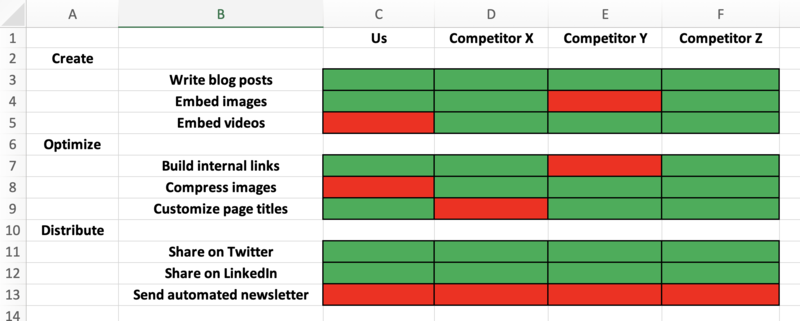 A B C D E F
1 Us Competitor X Competitor Y Competitor Z
2 Create
3 Write blog posts
4 Embed images
5 Embed videos
6 Optimize
7 Build internal links
8 Compress images
9 Customize page titles
10 Distribute
11 Share on Twitter
12 Share on LinkedIn
13 Send automated newsletter
14